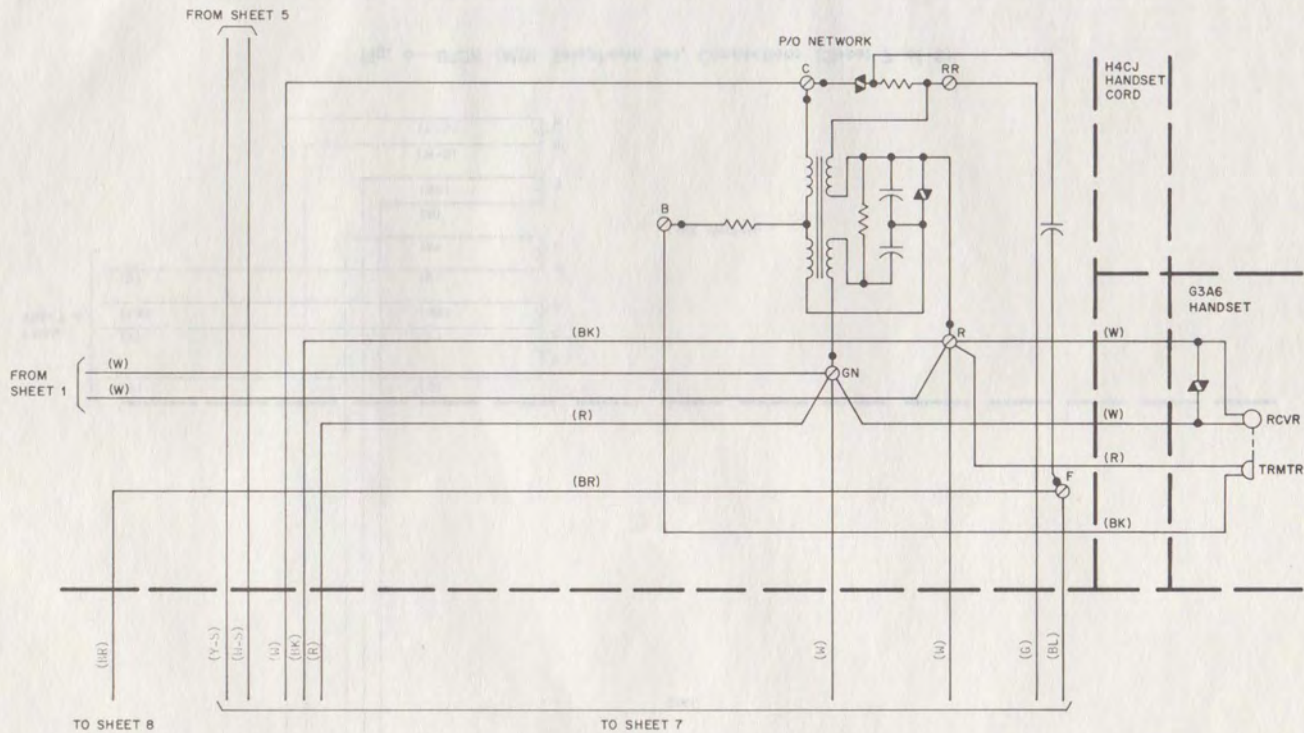 FROM SHEET 5
P/O NETWORK
C
RR
H4CJ
HANDSET
CORD
B
G3A6
HANDSET
(BK)
R
(W)
FROM
SHEET 1
(W)
(W)
GN
(R)
(W)
RCVR
(R)
TRMTR
(BR)
F
(BK)
(BR)
(Y-S)
(W-S)
(W)
(BK)
(R)
(W)
(W)
(G)
(BL)
TO SHEET 8
TO SHEET 7